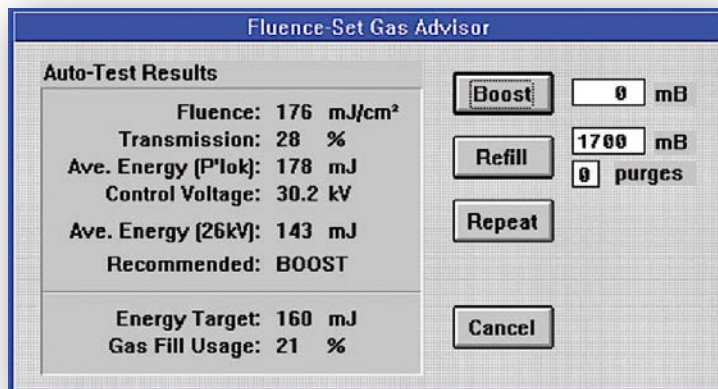 Fluence-Set Gas Advisor
Auto-Test Results
Fluence: 176 mJ/cm²
Transmission: 28 %
Ave. Energy (P'lok): 178 mJ
Control Voltage: 30.2 kV
Ave. Energy (26kV): 143 mJ
Recommended: BOOST
Energy Target: 160 mJ
Gas Fill Usage: 21 %
Boost 0 mB
Refill 1700 mB
0 purges
Repeat
Cancel